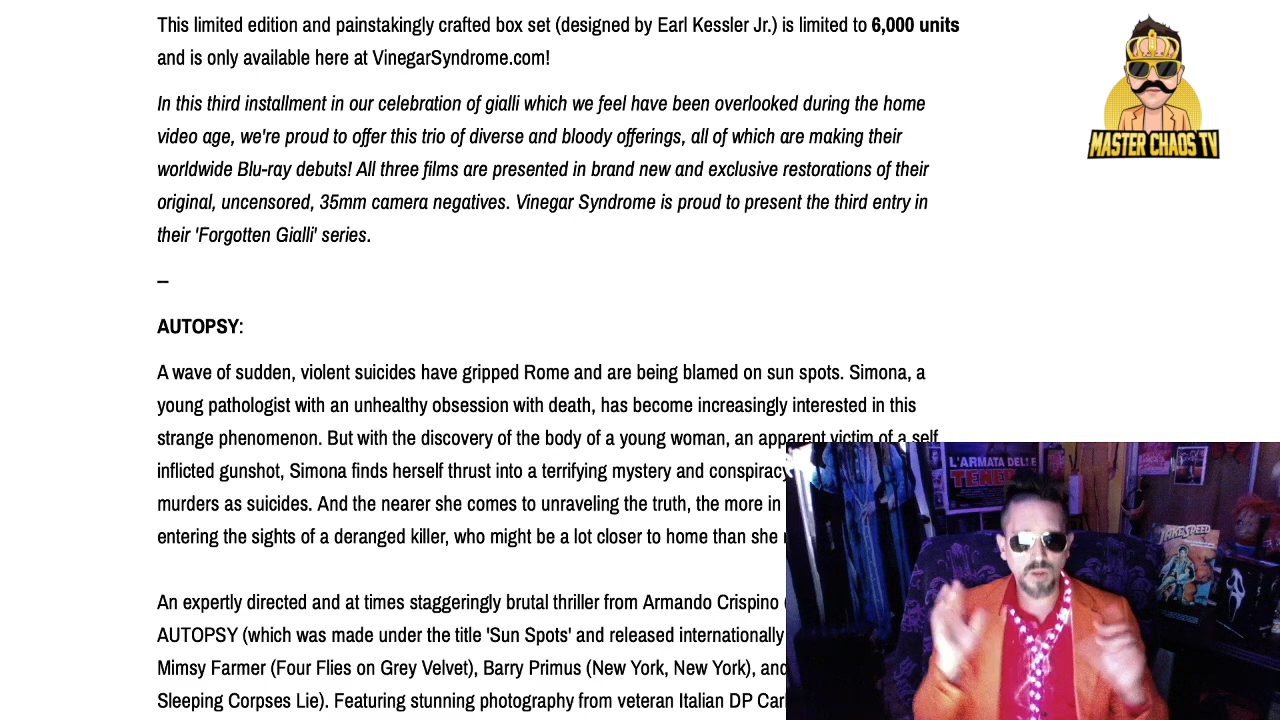 This limited edition and painstakingly crafted box set (designed by Earl Kessler Jr.) is limited to 6,000 units
and is only available here at VinegarSyndrome.com!
In this third installment in our celebration of gialli which we feel have been overlooked during the home
video age, we're proud to offer this trio of diverse and bloody offerings, all of which are making their
worldwide Blu-ray debuts! All three films are presented in brand new and exclusive restorations of their
original, uncensored, 35mm camera negatives. Vinegar Syndrome is proud to present the third entry in
their 'Forgotten Gialli' series.
–
AUTOPSY:
A wave of sudden, violent suicides have gripped Rome and are being blamed on sun spots. Simona, a
young pathologist with an unhealthy obsession with death, has become increasingly interested in this
strange phenomenon. But with the discovery of the body of a young woman, an apparent victim of a self
inflicted gunshot, Simona finds herself thrust into a terrifying mystery and conspiracy
murders as suicides. And the nearer she comes to unraveling the truth, the more in
entering the sights of a deranged killer, who might be a lot closer to home than she
An expertly directed and at times staggeringly brutal thriller from Armando Crispino
AUTOPSY (which was made under the title 'Sun Spots' and released internationally
Mimsy Farmer (Four Flies on Grey Velvet), Barry Primus (New York, New York), and
Sleeping Corpses Lie). Featuring stunning photography from veteran Italian DP
MASTER CHAOS TV
L'ARMATA DELLE
JAKE SPEED